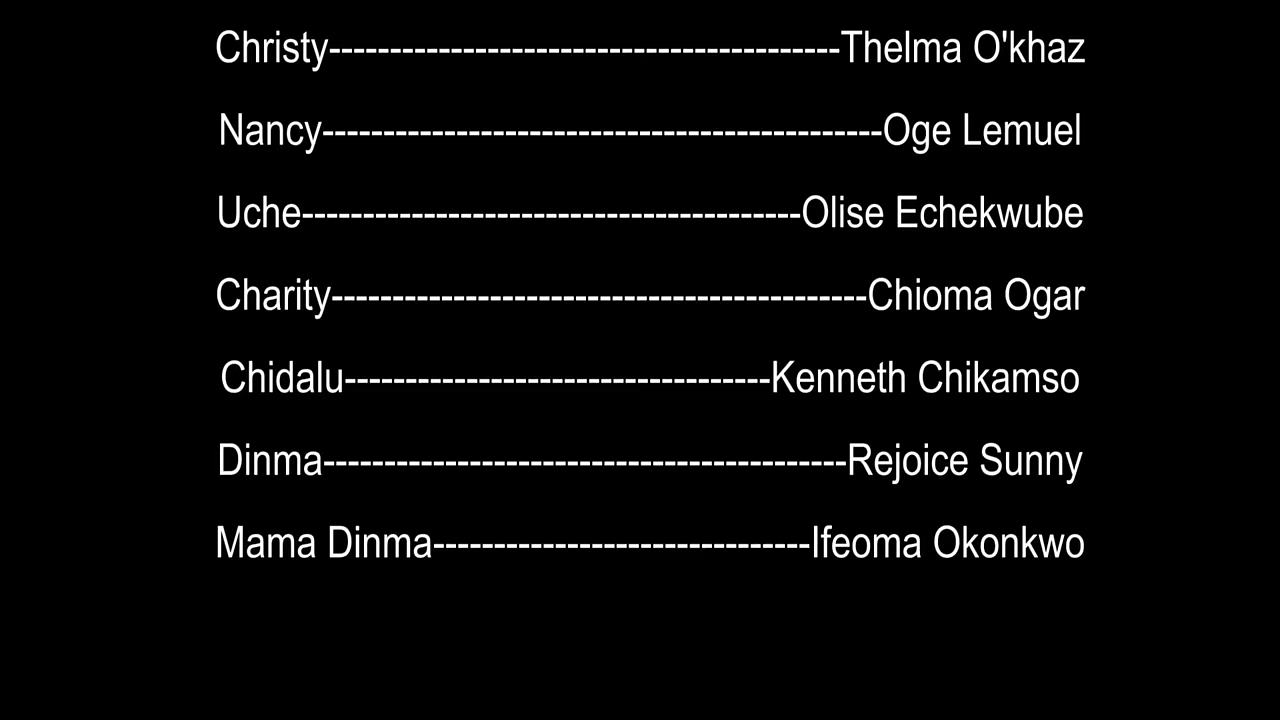 Christy------------------------------------------Thelma O'khaz
Nancy----------------------------------------------Oge Lemuel
Uche-----------------------------------------Olise Echekwube
Charity--------------------------------------------Chioma Ogar
Chidalu-----------------------------------Kenneth Chikamso
Dinma-------------------------------------------Rejoice Sunny
Mama Dinma-------------------------------Ifeoma Okonkwo